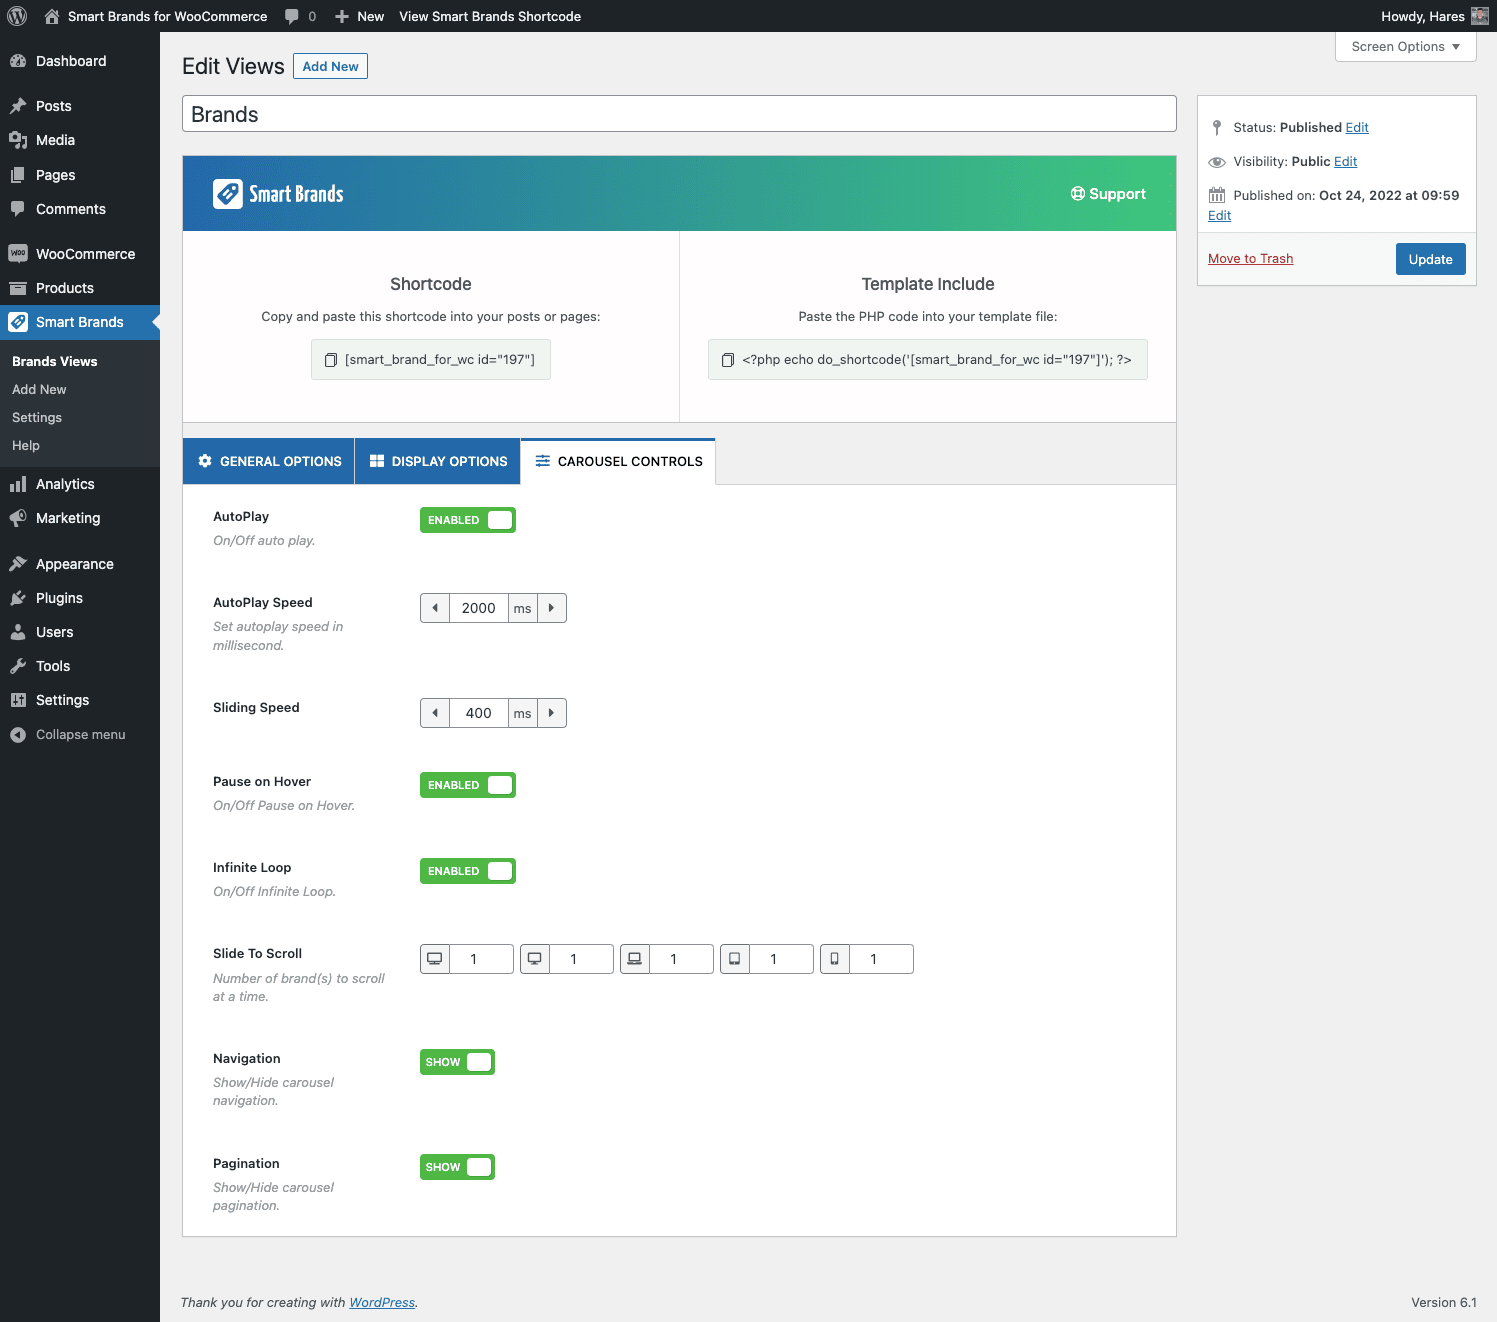 Smart Brands for WooCommerce
0
New
View Smart Brands Shortcode
Howdy, Hares
Dashboard
Posts
Media
Pages
Comments
WOO
WooCommerce
Products
Smart Brands
Brands Views
Add New
Settings
Help
Analytics
Marketing
Appearance
Plugins
Users
Tools
Settings
Collapse menu
Screen Options
Edit Views
Add New
Brands
Smart Brands
Support
Shortcode
Copy and paste this shortcode into your posts or pages:
[smart_brand_for_wc id="197"]
Template Include
Paste the PHP code into your template file:
<?php echo do_shortcode('[smart_brand_for_wc id="197"]'); ?>
GENERAL OPTIONS
DISPLAY OPTIONS
CAROUSEL CONTROLS
AutoPlay
On/Off auto play.
ENABLED
AutoPlay Speed
Set autoplay speed in
millisecond.
2000 ms
Sliding Speed
400 ms
Pause on Hover
On/Off Pause on Hover.
ENABLED
Infinite Loop
On/Off Infinite Loop.
ENABLED
Slide To Scroll
Number of brand(s) to scroll
at a time.
1 1 1 1 1
Navigation
Show/Hide carousel
navigation.
SHOW
Pagination
Show/Hide carousel
pagination.
SHOW
Status: Published Edit
Visibility: Public Edit
Published on: Oct 24, 2022 at 09:59
Edit
Move to Trash
Update
Thank you for creating with WordPress.
Version 6.1